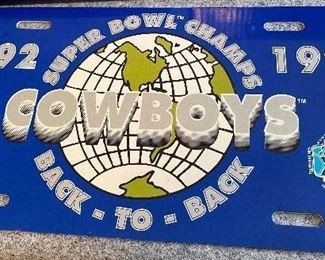 SUPER BOWL™ CHAMPS
92 19
COWBOYS™
BACK - TO - BACK